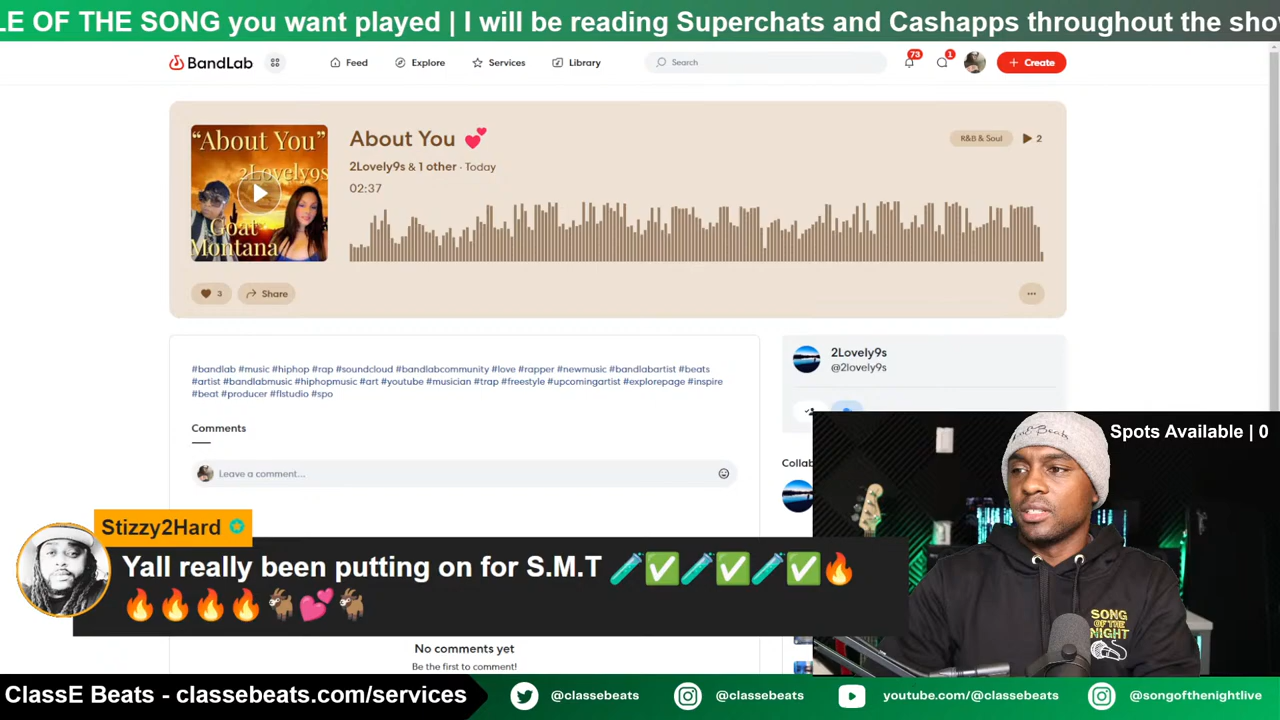 LE OF THE SONG you want played | I will be reading Superchats and Cashapps throughout the sho
BandLab
Feed
Explore
Services
Library
Search
73
1
+ Create
"About You"
2Lovely9s
Goat
Montana
About You 💕
2Lovely9s & 1 other · Today
02:37
R&B & Soul
2
3
Share
#bandlab #music #hiphop #rap #soundcloud #bandlabcommunity #love #rapper #newmusic #bandlabartist #beats
#artist #bandlabmusic #hiphopmusic #art #youtube #musician #trap #freestyle #upcomingartist #explorepage #inspire
#beat #producer #flstudio #spo
Comments
Leave a comment...
2Lovely9s
@2lovely9s
Collab
Spots Available | 0
Stizzy2Hard
Yall really been putting on for S.M.T 🧪✅🧪✅🧪✅🔥
🔥🔥🔥🔥🐐💕🐐
No comments yet
Be the first to comment!
SONG
OF THE
NIGHT
ClassE Beats - classebeats.com/services
@classebeats
@classebeats
youtube.com/@classebeats
@songofthenightlive